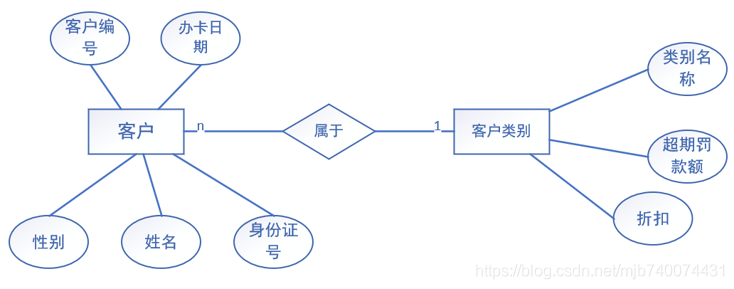 客户编
号
办卡日
期
类别名
称
客户
n
属于
1
客户类别
超期罚
款额
折扣
性别
姓名
身份证
号
https://blog.csdn.net/mjb740074431